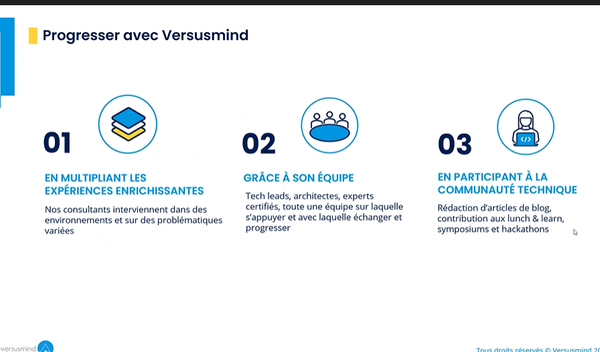 Progresser avec Versusmind
01
EN MULTIPLIANT LES
EXPÉRIENCES ENRICHISSANTES
Nos consultants interviennent dans des
environnements et sur des problématiques
variées
02
GRÂCE À SON ÉQUIPE
Tech leads, architectes, experts
certifiés, toute une équipe sur laquelle
s'appuyer et avec laquelle échanger et
progresser
03
EN PARTICIPANT À LA
COMMUNAUTÉ TECHNIQUE
Rédaction d'articles de blog,
contribution aux lunch & learn,
symposiums et hackathons
</>
versusmind
Tous droits réservés © Versusmind 20